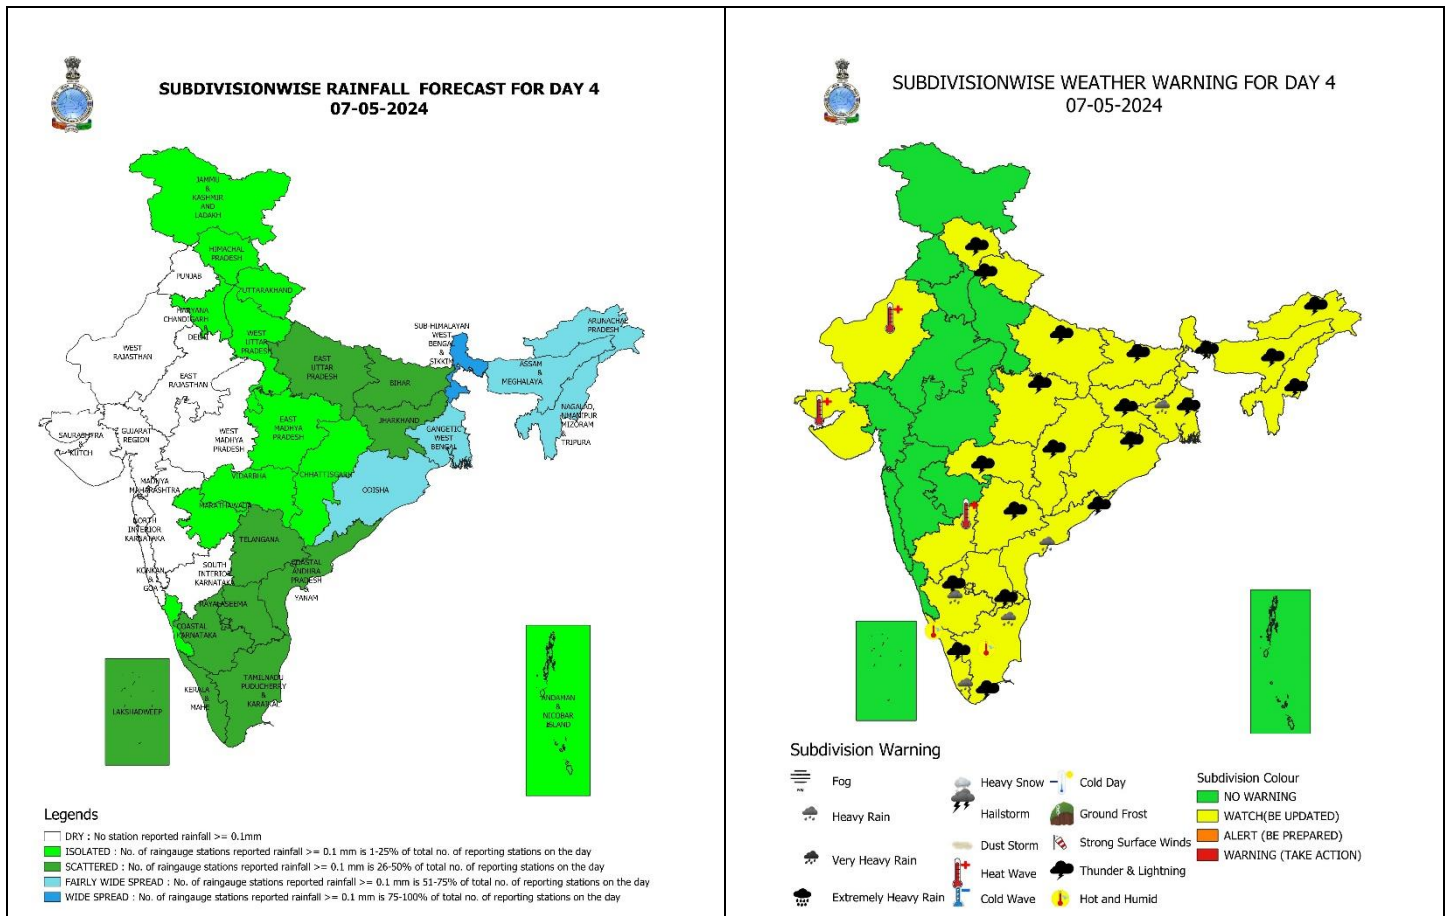 SUBDIVISIONWISE RAINFALL FORECAST FOR DAY 4
07-05-2024
JAMMU
&
KASHMIR
AND
LADAKH
HIMACHAL
PRADESH
PUNJAB
UTTARAKHAND
HARYANA
CHANDIGARH
&
DELHI
WEST
UTTAR
PRADESH
SUB-HIMALAYAN
WEST
BENGAL
&
SIKKIM
ARUNACHAL
PRADESH
WEST
RAJASTHAN
EAST
RAJASTHAN
EAST
UTTAR
PRADESH
BIHAR
ASSAM
&
MEGHALAYA
NAGALAD,
MIZORAM
&
TRIPURA
SAURASHTRA
&
KUTCH
GUJARAT
REGION
WEST
MADHYA
PRADESH
EAST
MADHYA
PRADESH
JHARKHAND
GANGETIC
WEST
BENGAL
MADHYA
MAHARASHTRA
VIDARBHA
CHHATTISGARH
ODISHA
MARATHAWADA
NORTH
INTERIOR
KARNATAKA
TELANGANA
KONKAN
&
GOA
SOUTH
INTERIOR
KARNATAKA
COASTAL
ANDHRA
PRADESH
&
YANAM
RAYALASEEMA
COASTAL
KARNATAKA
KERALA
&
MAHE
TAMILNADU
PUDUCHERRY
&
KARAIKAL
LAKSHADWEEP
ANDAMAN
&
NICOBAR
ISLAND
Legends
DRY : No station reported rainfall >= 0.1mm
ISOLATED : No. of raingauge stations reported rainfall >= 0.1 mm is 1-25% of total no. of reporting stations on the day
SCATTERED : No. of raingauge stations reported rainfall >= 0.1 mm is 26-50% of total no. of reporting stations on the day
FAIRLY WIDE SPREAD : No. of raingauge stations reported rainfall >= 0.1 mm is 51-75% of total no. of reporting stations on the day
WIDE SPREAD : No. of raingauge stations reported rainfall >= 0.1 mm is 75-100% of total no. of reporting stations on the day
SUBDIVISIONWISE WEATHER WARNING FOR DAY 4
07-05-2024
Subdivision Warning
Fog
Heavy Rain
Very Heavy Rain
Extremely Heavy Rain
Heavy Snow
Hailstorm
Dust Storm
Heat Wave
Cold Wave
Cold Day
Ground Frost
Strong Surface Winds
Thunder & Lightning
Hot and Humid
Subdivision Colour
NO WARNING
WATCH(BE UPDATED)
ALERT (BE PREPARED)
WARNING (TAKE ACTION)